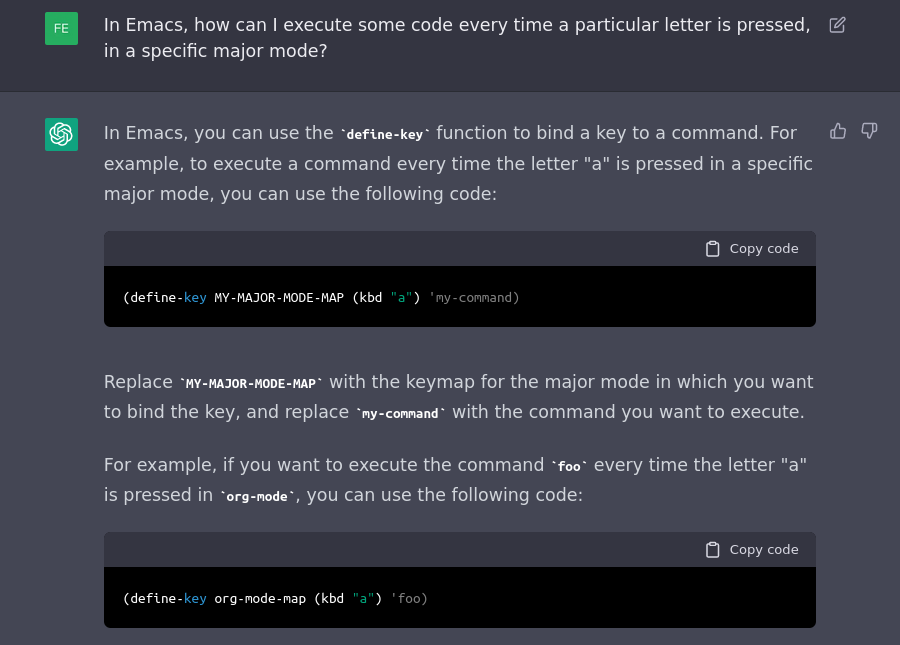 FE
In Emacs, how can I execute some code every time a particular letter is pressed,
in a specific major mode?
In Emacs, you can use the `define-key` function to bind a key to a command. For
example, to execute a command every time the letter "a" is pressed in a specific
major mode, you can use the following code:
Copy code
(define-key MY-MAJOR-MODE-MAP (kbd "a") 'my-command)
Replace `MY-MAJOR-MODE-MAP` with the keymap for the major mode in which you want
to bind the key, and replace `my-command` with the command you want to execute.
For example, if you want to execute the command `foo` every time the letter "a"
is pressed in `org-mode`, you can use the following code:
Copy code
(define-key org-mode-map (kbd "a") 'foo)